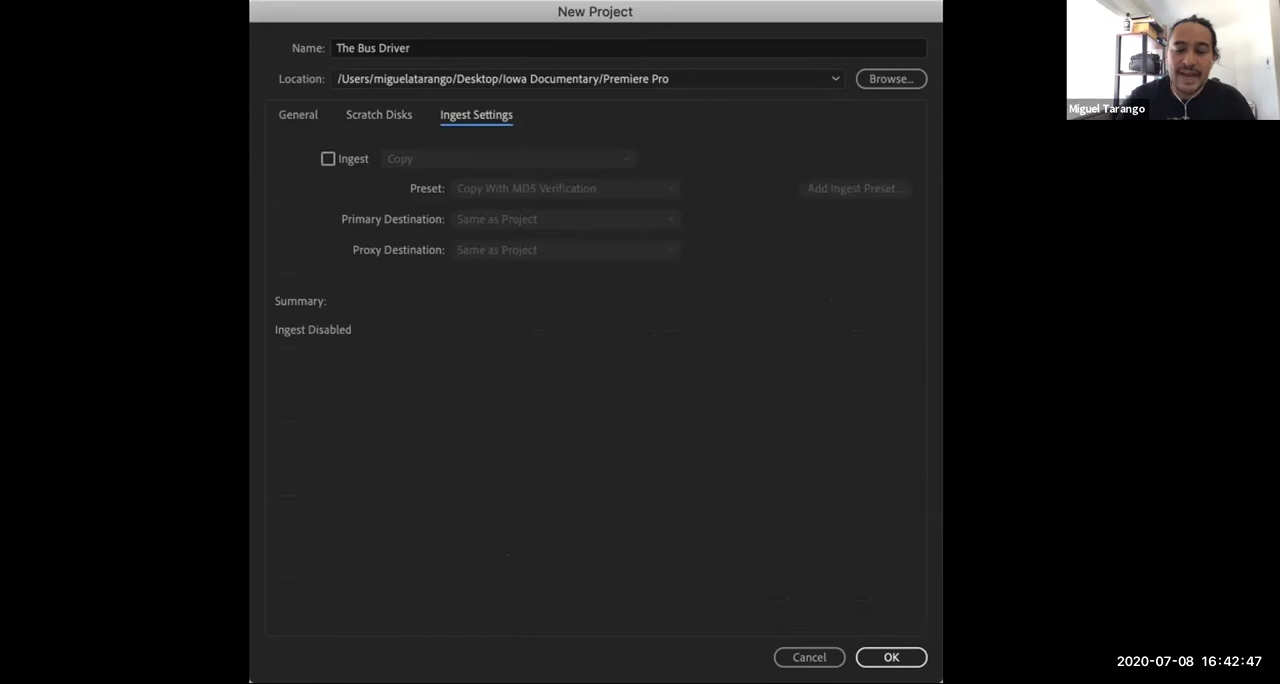 New Project
Name: The Bus Driver
Location: /Users/miguelatarango/Desktop/Iowa Documentary/Premiere Pro Browse...
General Scratch Disks Ingest Settings
Ingest Copy
Preset: Copy With MD5 Verification Add Ingest Preset...
Primary Destination: Same as Project
Proxy Destination: Same as Project
Summary:
Ingest Disabled
Cancel OK
Miguel Tarango
2020-07-08 16:42:47